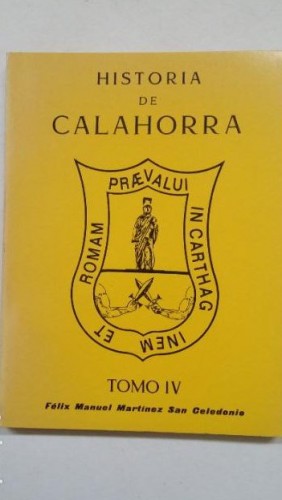 HISTORIA
DE
CALAHORRA
PRÆVALUI
IN CARTHAG
INEM
ET
ROMAM
TOMO IV
Félix Manuel Martínez San Celedonio